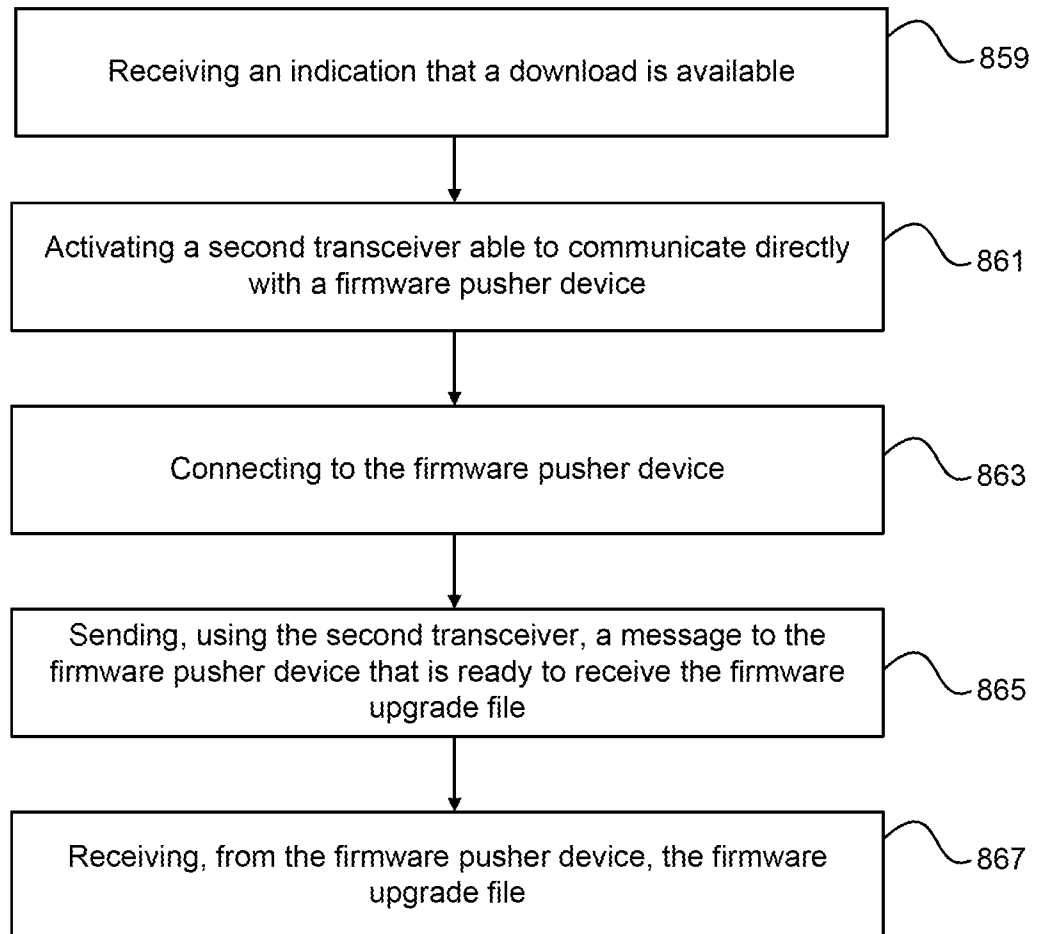 Receiving an indication that a download is available
859
Activating a second transceiver able to communicate directly
with a firmware pusher device
861
Connecting to the firmware pusher device
863
Sending, using the second transceiver, a message to the
firmware pusher device that is ready to receive the firmware
upgrade file
865
Receiving, from the firmware pusher device, the firmware
upgrade file
867